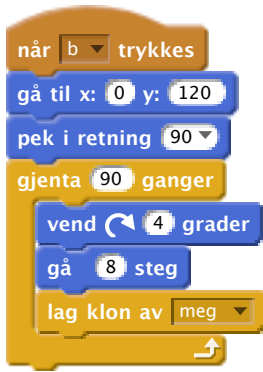 når b trykkes
gå til x: 0 y: 120
pek i retning 90
gjenta 90 ganger
vend 4 grader
gå 8 steg
lag klon av meg